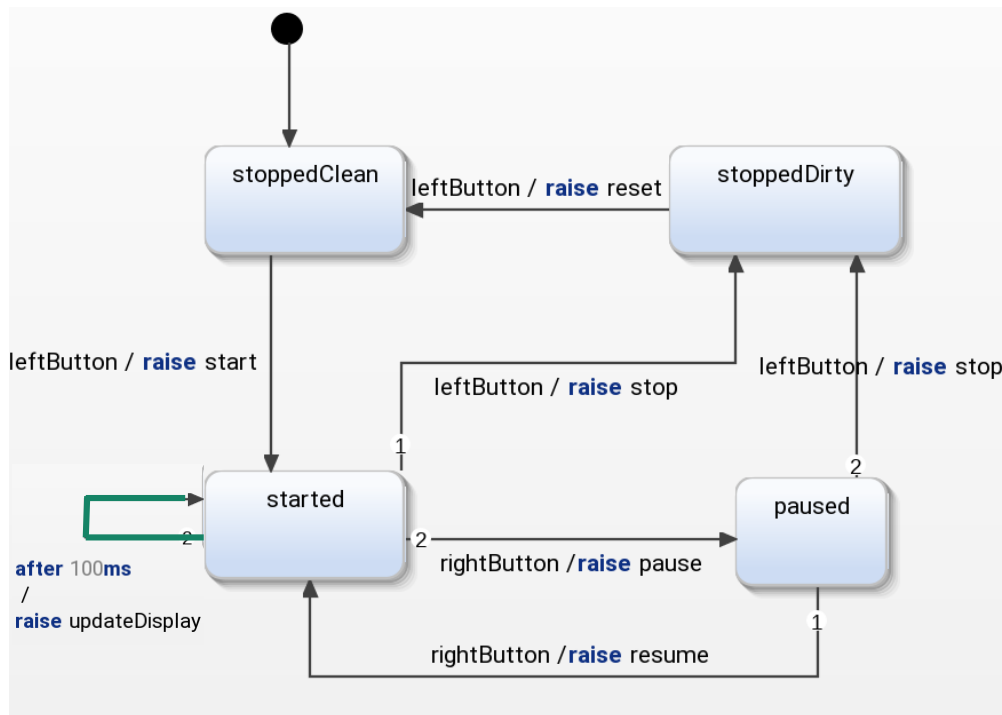 stoppedClean
stoppedDirty
leftButton / raise reset
leftButton / raise start
leftButton / raise stop
leftButton / raise stop
1
2
started
paused
2
2
rightButton /raise pause
after 100ms
/
raise updateDisplay
1
rightButton /raise resume